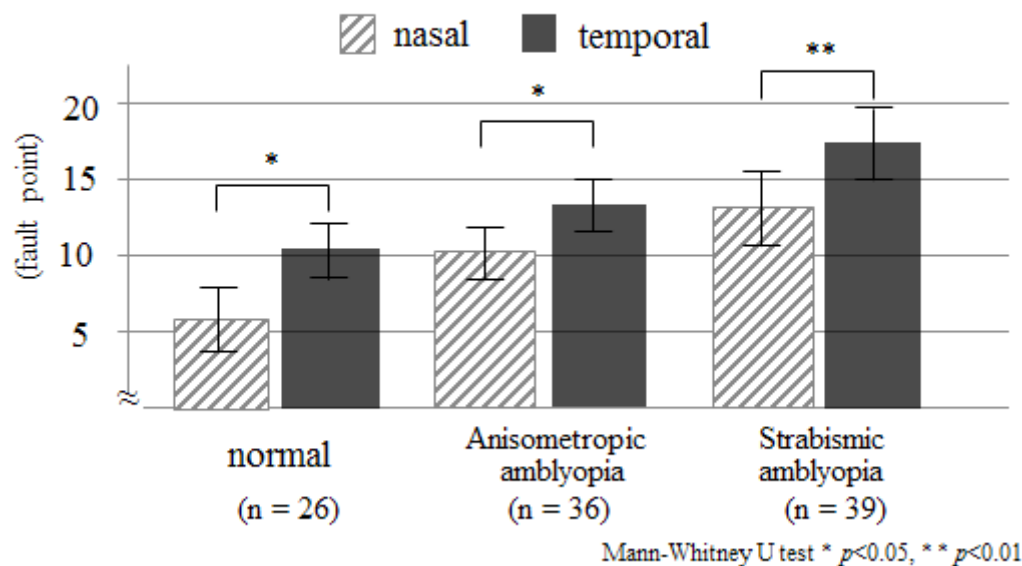 nasal temporal
**
*
*
20
15
10
5
(fault point)
≈
normal
(n = 26)
Anisometropic
amblyopia
(n = 36)
Strabismic
amblyopia
(n = 39)
Mann-Whitney U test * p<0.05, * * p<0.01